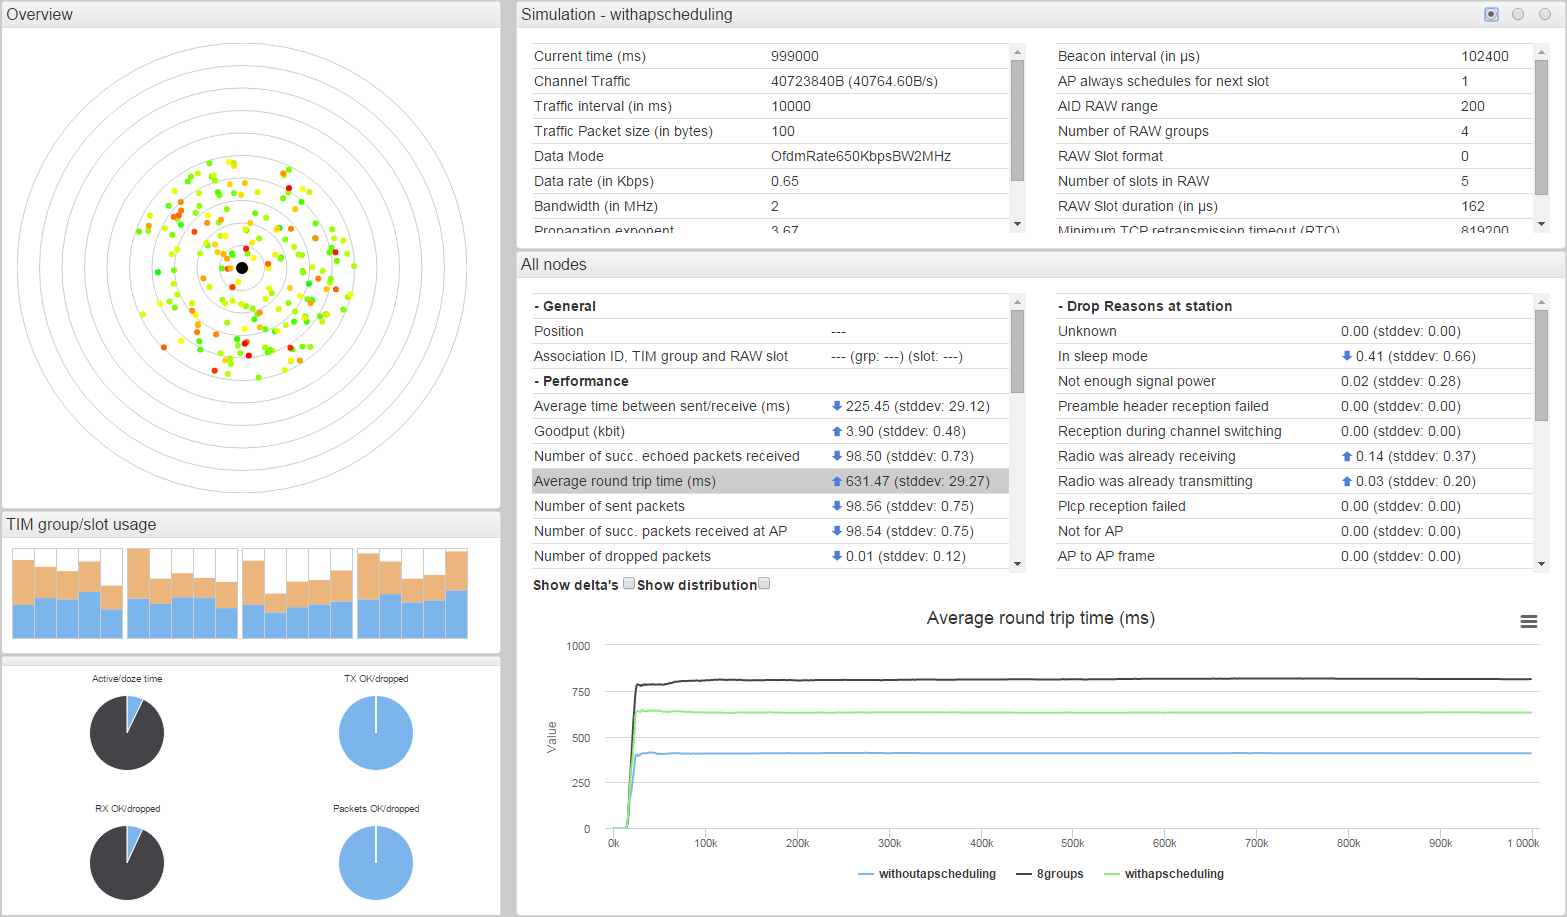 Overview
TIM group/slot usage
Active/doze time
TX OK/dropped
RX OK/dropped
Packets OK/dropped
Simulation - withapscheduling
Current time (ms) 999000
Channel Traffic 40723840B (40764.60B/s)
Traffic interval (in ms) 10000
Traffic Packet size (in bytes) 100
Data Mode OfdmRate650KbpsBW2MHz
Data rate (in Kbps) 0.65
Bandwidth (in MHz) 2
Propagation exponent 3.67
Beacon interval (in µs) 102400
AP always schedules for next slot 1
AID RAW range 200
Number of RAW groups 4
RAW Slot format 0
Number of slots in RAW 5
RAW Slot duration (in µs) 162
Minimum TCP retransmission timeout (RTO) 819200
All nodes
- General
Position ---
Association ID, TIM group and RAW slot --- (grp: ---) (slot: ---)
- Performance
Average time between sent/receive (ms) 225.45 (stddev: 29.12)
Goodput (kbit) 3.90 (stddev: 0.48)
Number of succ. echoed packets received 98.50 (stddev: 0.73)
Average round trip time (ms) 631.47 (stddev: 29.27)
Number of sent packets 98.56 (stddev: 0.75)
Number of succ. packets received at AP 98.54 (stddev: 0.75)
Number of dropped packets 0.01 (stddev: 0.12)
- Drop Reasons at station
Unknown 0.00 (stddev: 0.00)
In sleep mode 0.41 (stddev: 0.66)
Not enough signal power 0.02 (stddev: 0.28)
Preamble header reception failed 0.00 (stddev: 0.00)
Reception during channel switching 0.00 (stddev: 0.00)
Radio was already receiving 0.14 (stddev: 0.37)
Radio was already transmitting 0.03 (stddev: 0.20)
Plcp reception failed 0.00 (stddev: 0.00)
Not for AP 0.00 (stddev: 0.00)
AP to AP frame 0.00 (stddev: 0.00)
Show delta's Show distribution
Average round trip time (ms)
1000
750
500
250
0
Value
0k 100k 200k 300k 400k 500k 600k 700k 800k 900k 1 000k
withoutapscheduling 8groups withapscheduling